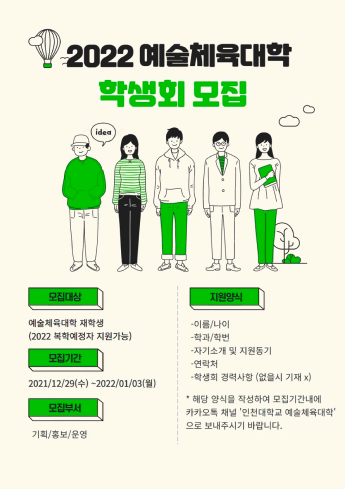 2022 예술체육대학
학생회 모집
idea
모집대상
예술체육대학 재학생
(2022 복학예정자 지원가능)
모집기간
2021/12/29(수) ~2022/01/03(월)
모집부서
기획/홍보/운영
지원양식
-이름/나이
-학과/학번
-자기소개 및 지원동기
-연락처
-학생회 경력사항 (없을시 기재 x)
* 해당 양식을 작성하여 모집기간내에
카카오톡 채널 '인천대학교 예술체육대학'
으로 보내주시기 바랍니다.